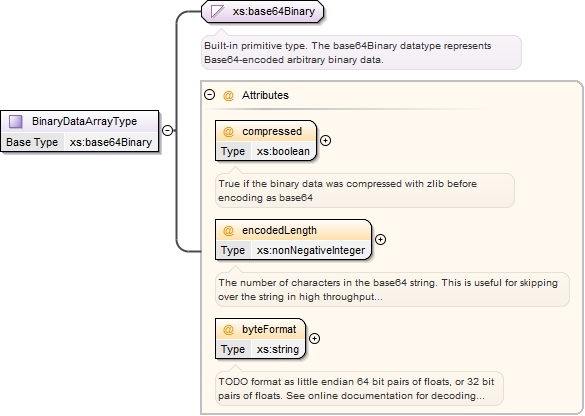 xs:base64Binary
Built-in primitive type. The base64Binary datatype represents
Base64-encoded arbitrary binary data.
@ Attributes
BinaryDataArrayType
Base Type xs:base64Binary
@ compressed
Type xs:boolean
True if the binary data was compressed with zlib before
encoding as base64
@ encodedLength
Type xs:nonNegativeInteger
The number of characters in the base64 string. This is useful for skipping
over the string in high throughput...
@ byteFormat
Type xs:string
TODO format as little endian 64 bit pairs of floats, or 32 bit
pairs of floats. See online documentation for decoding...